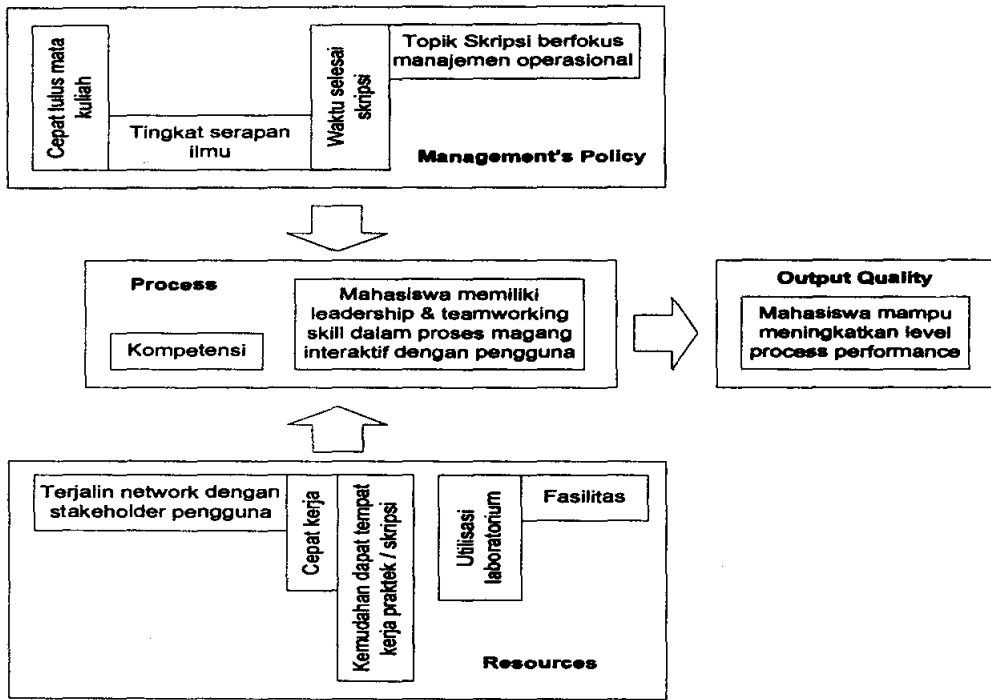 Cepat lulus mata
kuliah
Tingkat serapan
ilmu
Waktu selesai
skripsi
Topik Skripsi berfokus
manajemen operasional
Management's Policy
Process
Kompetensi
Mahasiswa memiliki
leadership & teamworking
skill dalam proses magang
interaktif dengan pengguna
Output Quality
Mahasiswa mampu
meningkatkan level
process performance
Terjalin network dengan
stakeholder pengguna
Cepat kerja
Kemudahan dapat tempat
kerja praktek / skripsi
Utilisasi
laboratorium
Fasilitas
Resources